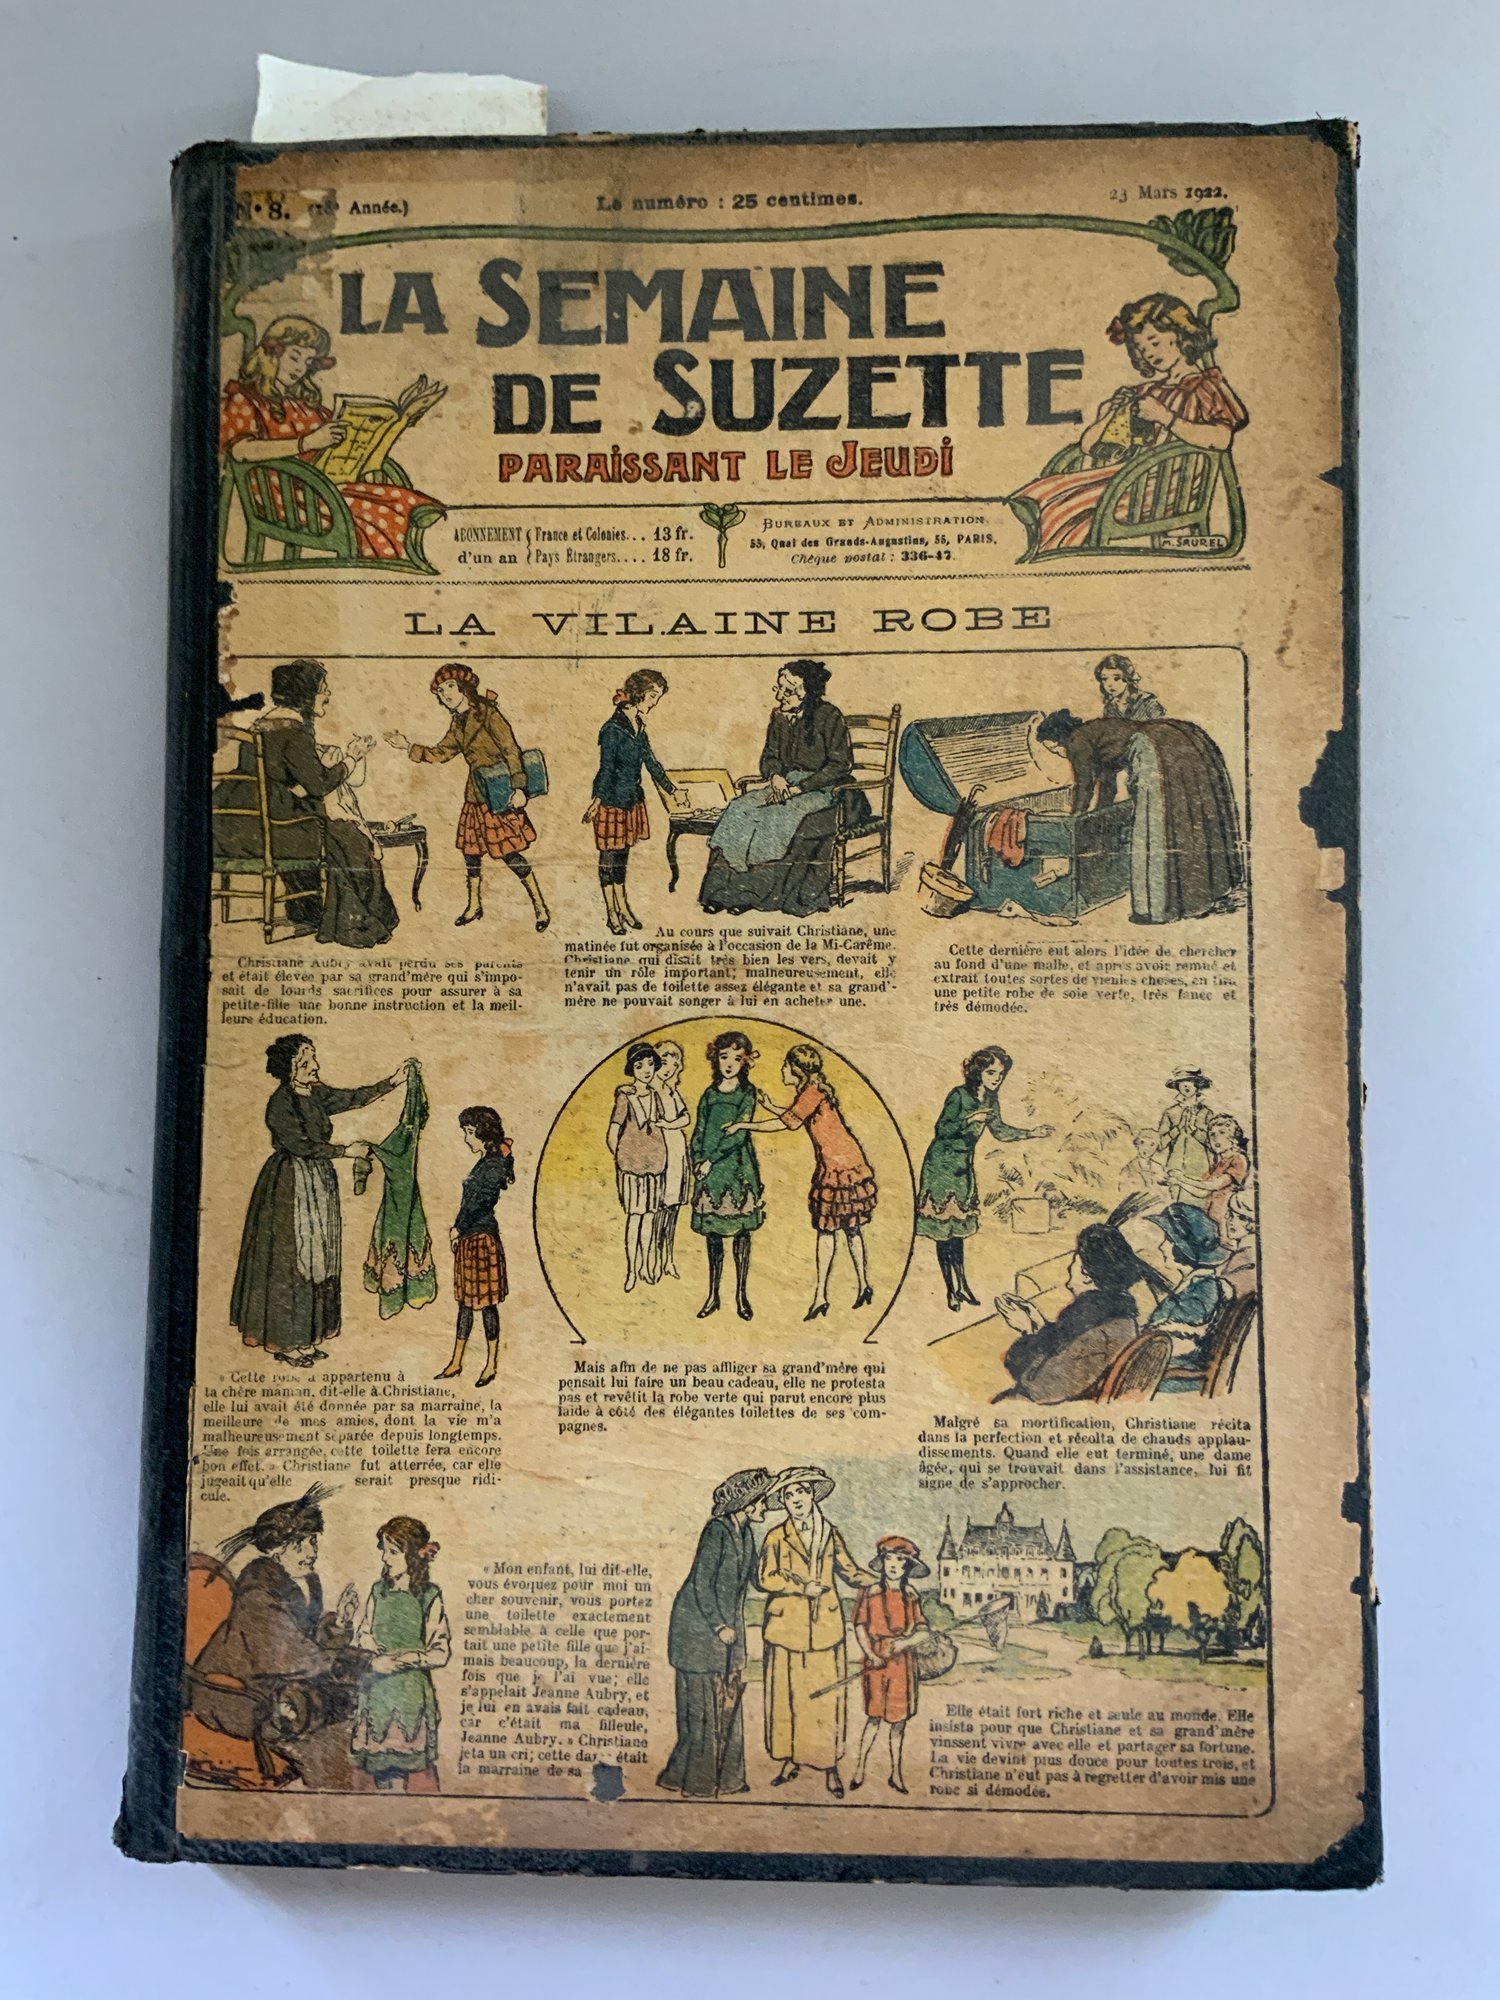 N° 8. (18e Année.)
Le numéro : 25 centimes.
23 Mars 1922.
LA SEMAINE
DE SUZETTE
PARAISSANT LE JEUDI
ABONNEMENT { France et Colonies... 13 fr.
d'un an { Pays Étrangers.... 18 fr.
BUREAUX ET ADMINISTRATION
55, Quai des Grands-Augustins, 55, PARIS.
Chèque postal : 336-47.
M. SAUREL
LA VILAINE ROBE
Christiane Aubry avait perdu ses parents
et était élevée par sa grand'mère qui s'impo-
sait de lourds sacrifices pour assurer à sa
petite-fille une bonne instruction et la meil-
leure éducation.
Au cours que suivait Christiane, une
matinée fut organisée à l'occasion de la Mi-Carême.
Christiane qui disait très bien les vers, devait y
tenir un rôle important; malheureusement, elle
n'avait pas de toilette assez élégante et sa grand'-
mère ne pouvait songer à lui en acheter une.
Cette dernière eut alors l'idée de chercher
au fond d'une malle, et après avoir remué et
extrait toutes sortes de vieilles choses, en tira
une petite robe de soie verte, très fanée et
très démodée.
« Cette robe a appartenu à
ta chère maman, dit-elle à Christiane,
elle lui avait été donnée par sa marraine, la
meilleure de mes amies, dont la vie m'a
malheureusement séparée depuis longtemps.
Une fois arrangée, cette toilette fera encore
bon effet. » Christiane fut atterrée, car elle
jugeait qu'elle serait presque ridi-
cule.
Mais afin de ne pas affliger sa grand'mère qui
pensait lui faire un beau cadeau, elle ne protesta
pas et revêtit la robe verte qui parut encore plus
laide à côté des élégantes toilettes de ses com-
pagnes.
Malgré sa mortification, Christiane récita
dans la perfection et récolta de chauds applau-
dissements. Quand elle eut terminé, une dame
âgée, qui se trouvait dans l'assistance, lui fit
signe de s'approcher.
« Mon enfant, lui dit-elle,
vous évoquez pour moi un
cher souvenir, vous portez
une toilette exactement
semblable à celle que por-
tait une petite fille que j'ai-
mais beaucoup, la dernière
fois que je l'ai vue; elle
s'appelait Jeanne Aubry, et
je lui en avais fait cadeau,
car c'était ma filleule,
Jeanne Aubry. » Christiane
jeta un cri; cette dame était
la marraine de sa
Elle était fort riche et seule au monde. Elle
insista pour que Christiane et sa grand'mère
vinssent vivre avec elle et partager sa fortune.
La vie devint plus douce pour toutes trois, et
Christiane n'eut pas à regretter d'avoir mis une
robe si démodée.